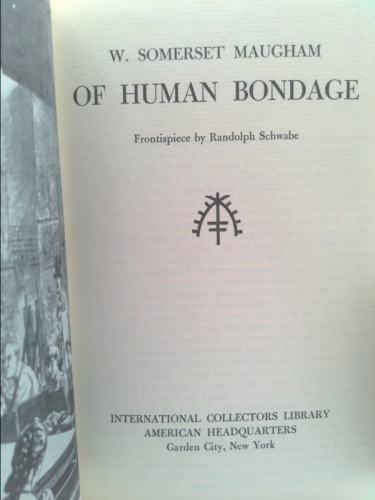 W. SOMERSET MAUGHAM
OF HUMAN BONDAGE
Frontispiece by Randolph Schwabe
INTERNATIONAL COLLECTORS LIBRARY
AMERICAN HEADQUARTERS
Garden City, New York